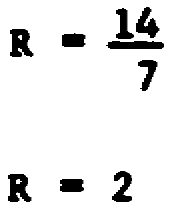 R = 14/7
R = 2